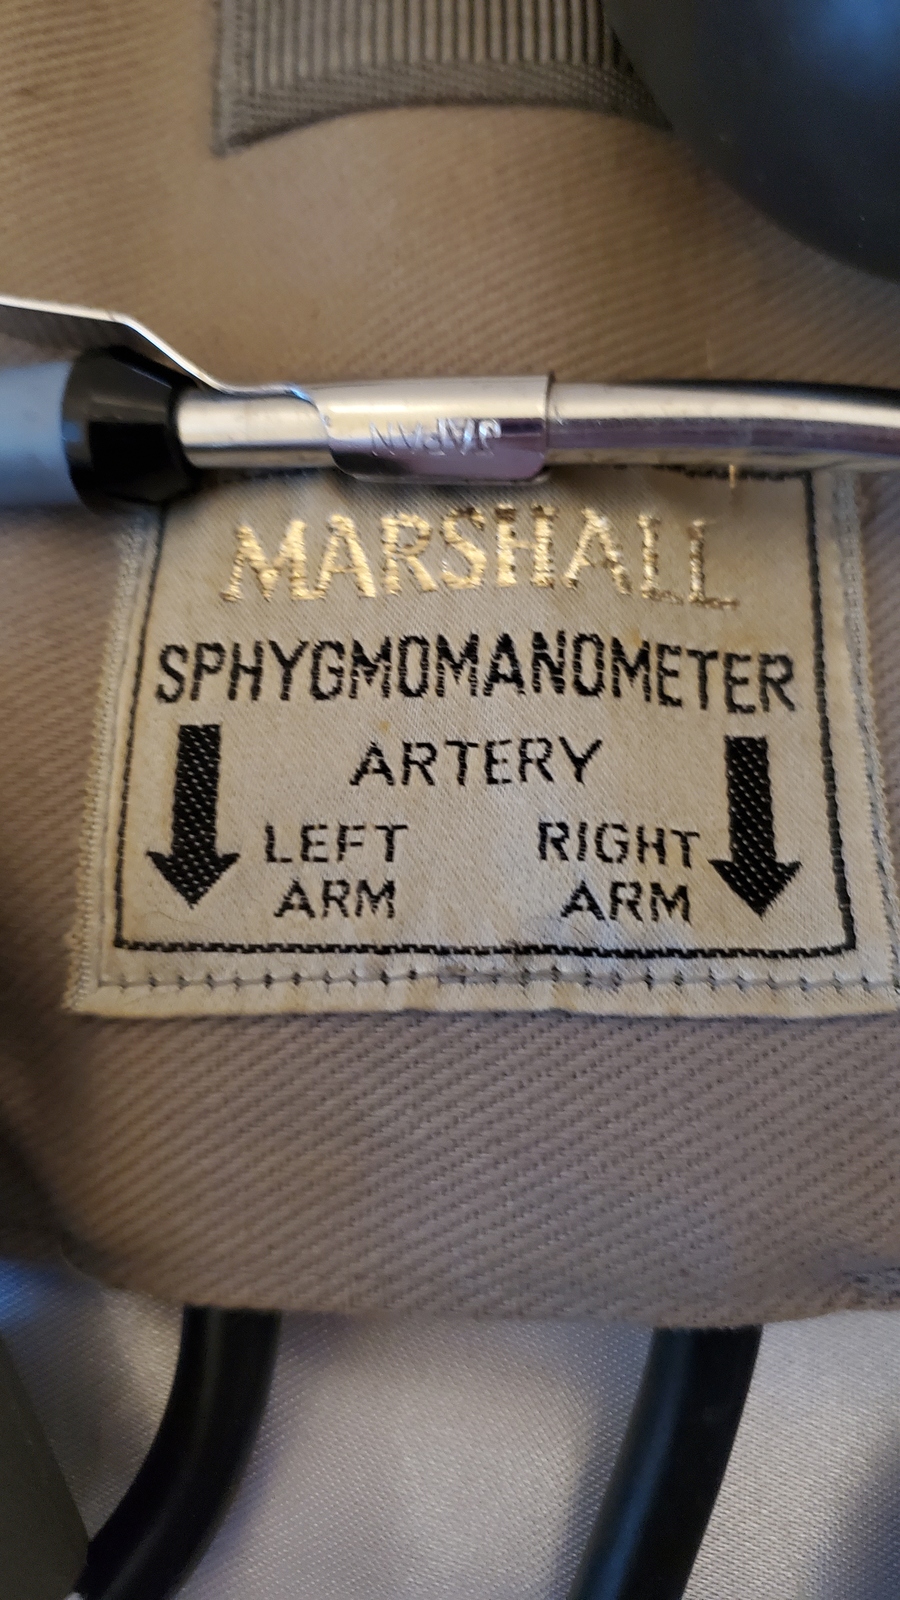 JAPAN
MARSHALL
SPHYGMOMANOMETER
ARTERY
LEFT ARM
RIGHT ARM